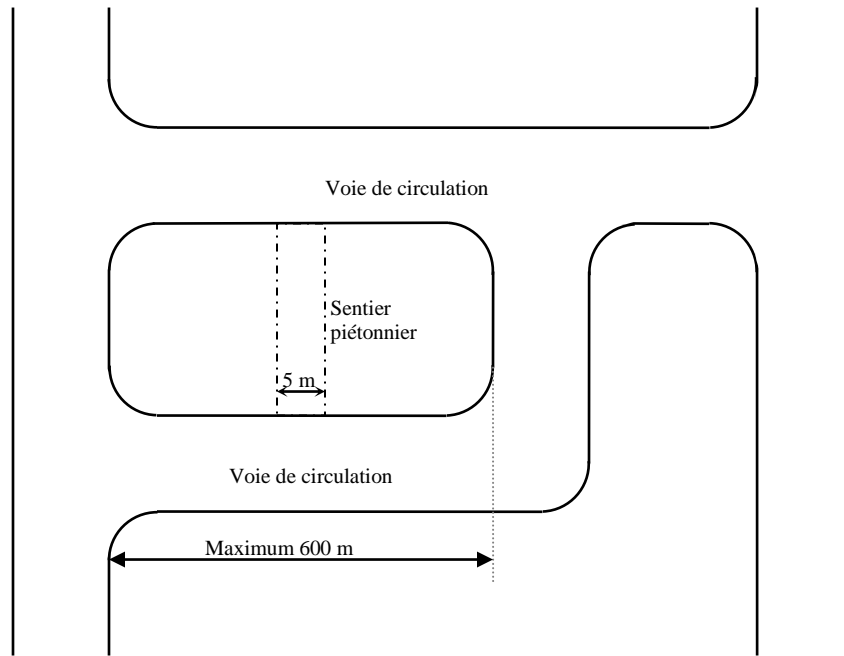 Voie de circulation
Sentier
piétonnier
5 m
Voie de circulation
Maximum 600 m